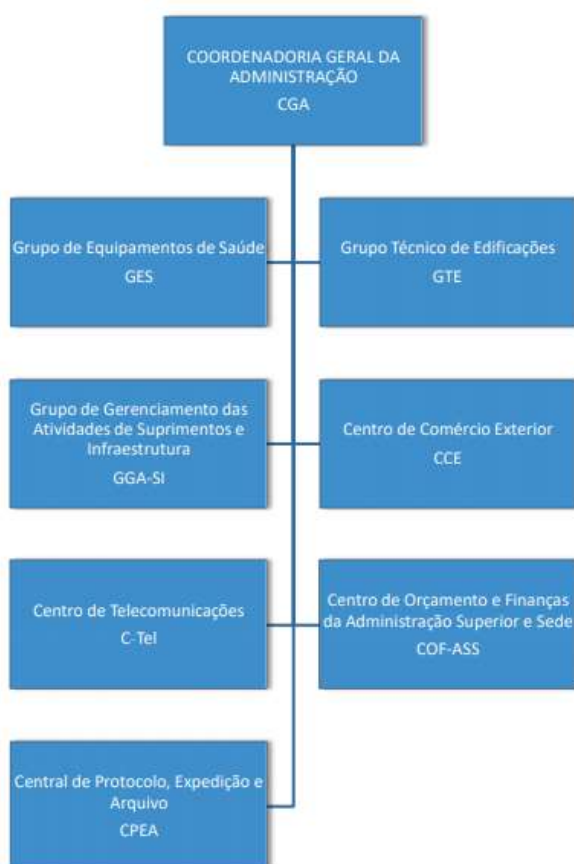 COORDENADORIA GERAL DA
ADMINISTRAÇÃO
CGA
Grupo de Equipamentos de Saúde
GES
Grupo Técnico de Edificações
GTE
Grupo de Gerenciamento das
Atividades de Suprimentos e
Infraestrutura
GGA-SI
Centro de Comércio Exterior
CCE
Centro de Telecomunicações
C-Tel
Centro de Orçamento e Finanças
da Administração Superior e Sede
COF-ASS
Central de Protocolo, Expedição e
Arquivo
CPEA